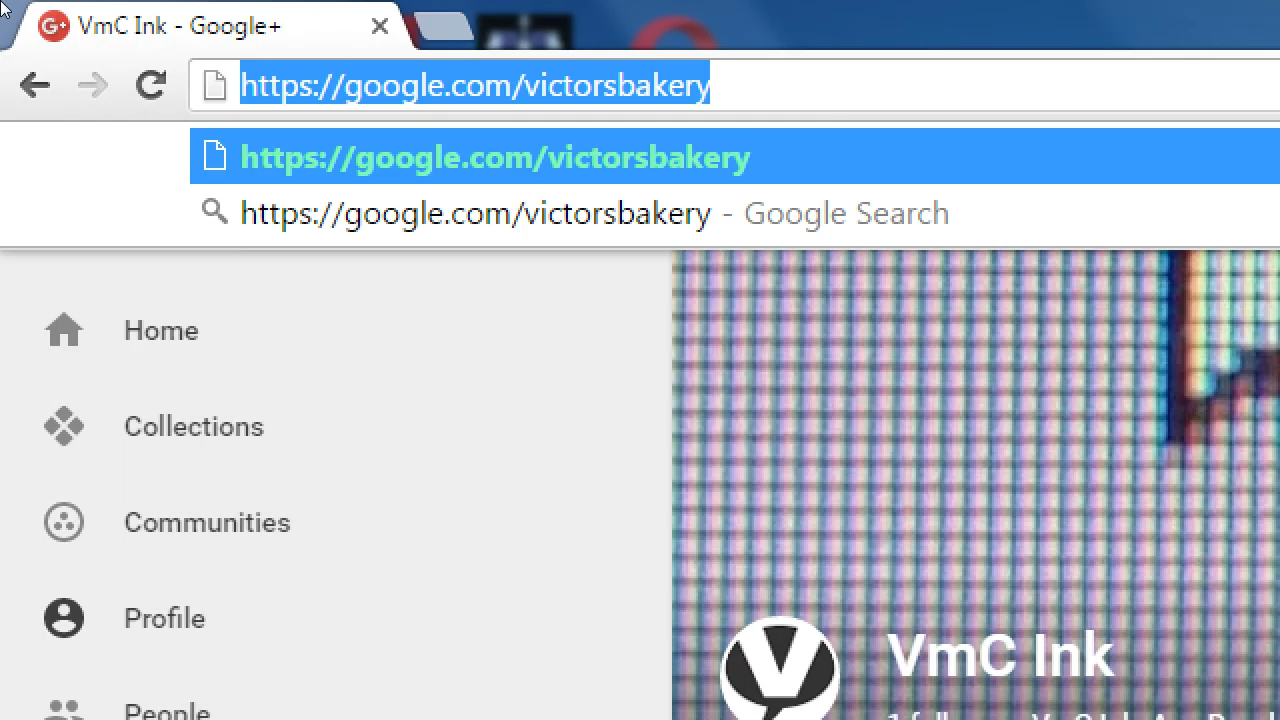 VmC Ink - Google+
https://google.com/victorsbakery
https://google.com/victorsbakery
https://google.com/victorsbakery - Google Search
Home
Collections
Communities
Profile
People
VmC Ink